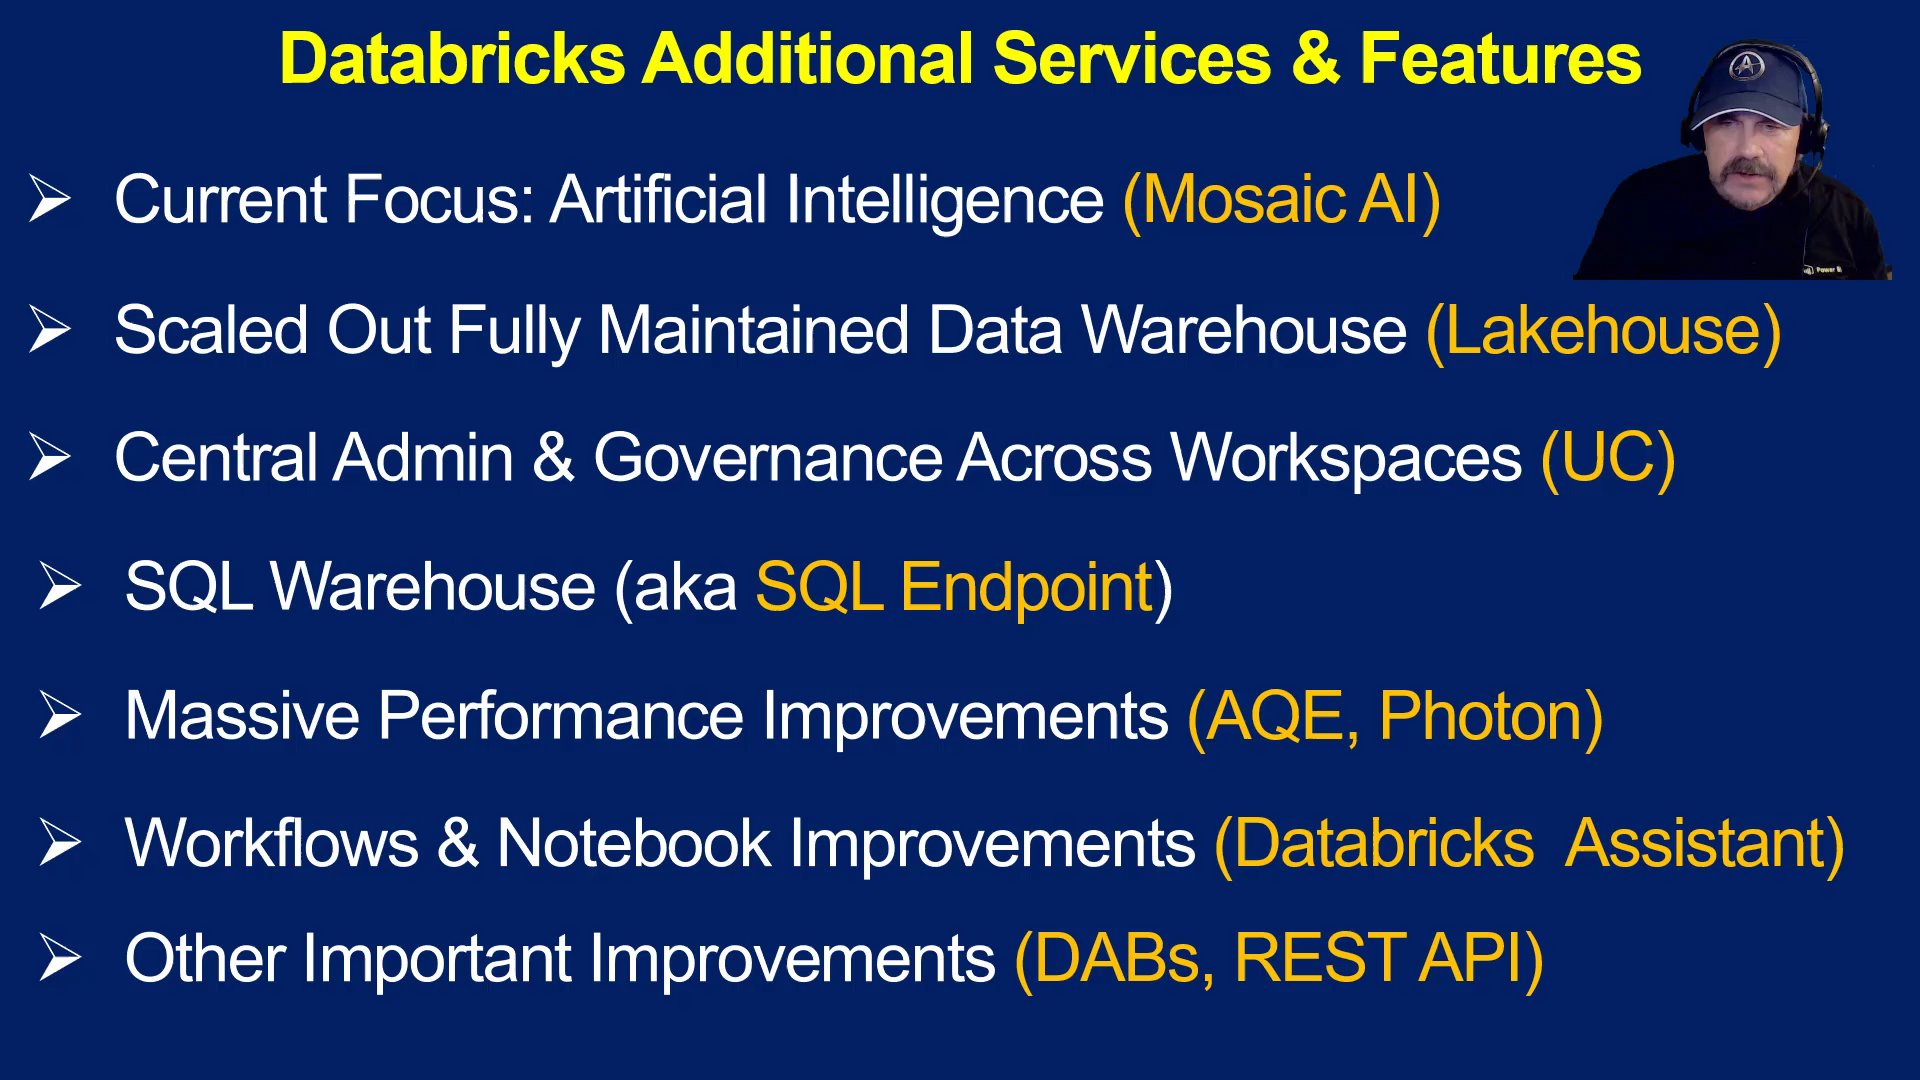 Databricks Additional Services & Features
Current Focus: Artificial Intelligence (Mosaic AI)
Scaled Out Fully Maintained Data Warehouse (Lakehouse)
Central Admin & Governance Across Workspaces (UC)
SQL Warehouse (aka SQL Endpoint)
Massive Performance Improvements (AQE, Photon)
Workflows & Notebook Improvements (Databricks  Assistant)
Other Important Improvements (DABs, REST API)